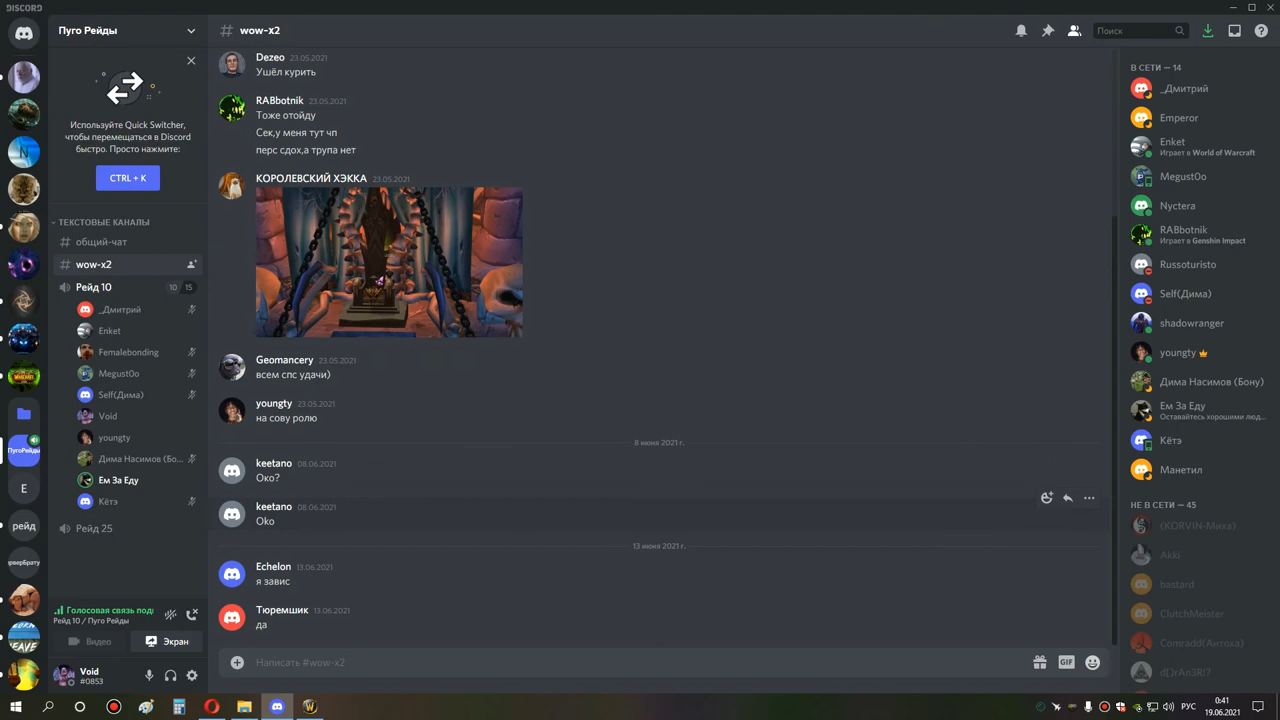 DISCORD
Пуго Рейды
Используйте Quick Switcher,
чтобы перемещаться в Discord
быстро. Просто нажмите:
CTRL + K
ТЕКСТОВЫЕ КАНАЛЫ
# общий-чат
# wow-x2
Рейд 10 10 15
_Дмитрий
Enket
Femalebonding
Megust0o
Self(Дима)
Void
youngty
Дима Насимов (Бо...
Ем За Еду
Кётэ
Рейд 25
ПугоРейды
E
рейд
Голосовая связь под
Рейд 10 / Пуго Рейды
Видео
Экран
Void
#0853
# wow-x2
Поиск
Dezeo 23.05.2021
Ушёл курить
RABbotnik 23.05.2021
Тоже отойду
Сек,у меня тут чп
перс сдох,а трупа нет
КОРОЛЕВСКИЙ ХЭККА 23.05.2021
Geomancery 23.05.2021
всем спс удачи)
youngty 23.05.2021
на сову ролю
8 июня 2021 г.
keetano 08.06.2021
Око?
keetano 08.06.2021
Око
13 июня 2021 г.
Echelon 13.06.2021
я завис
Тюремшик 13.06.2021
да
Написать #wow-x2
GIF
В СЕТИ — 14
_Дмитрий
Emperor
Enket
Играет в World of Warcraft
Megust0o
Nyctera
RABbotnik
Играет в Genshin Impact
Russoturisto
Self(Дима)
shadowranger
youngty
Дима Насимов (Бону)
Ем За Еду
Оставайтесь хорошими люд...
Кётэ
Манетил
НЕ В СЕТИ — 45
(KORVIN-Миха)
Akki
bastard
ClutchMeister
Comradd(Антоха)
d[)rAn3R!?
РУС
0:41
19.06.2021